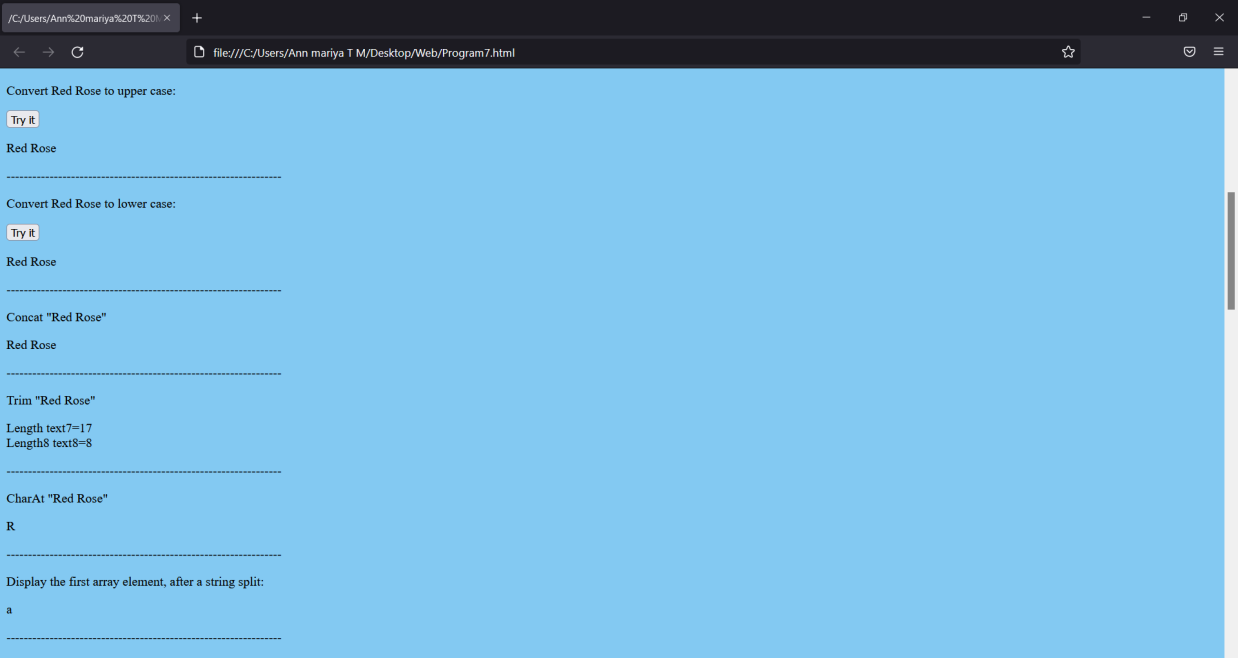 /C:/Users/Ann%20mariya%20T%20
file:///C:/Users/Ann mariya T M/Desktop/Web/Program7.html
Convert Red Rose to upper case:
Try it
Red Rose
----------------------------------------------------------------
Convert Red Rose to lower case:
Try it
Red Rose
----------------------------------------------------------------
Concat "Red Rose"
Red Rose
----------------------------------------------------------------
Trim "Red Rose"
Length text7=17
Length8 text8=8
----------------------------------------------------------------
CharAt "Red Rose"
R
----------------------------------------------------------------
Display the first array element, after a string split:
a
----------------------------------------------------------------